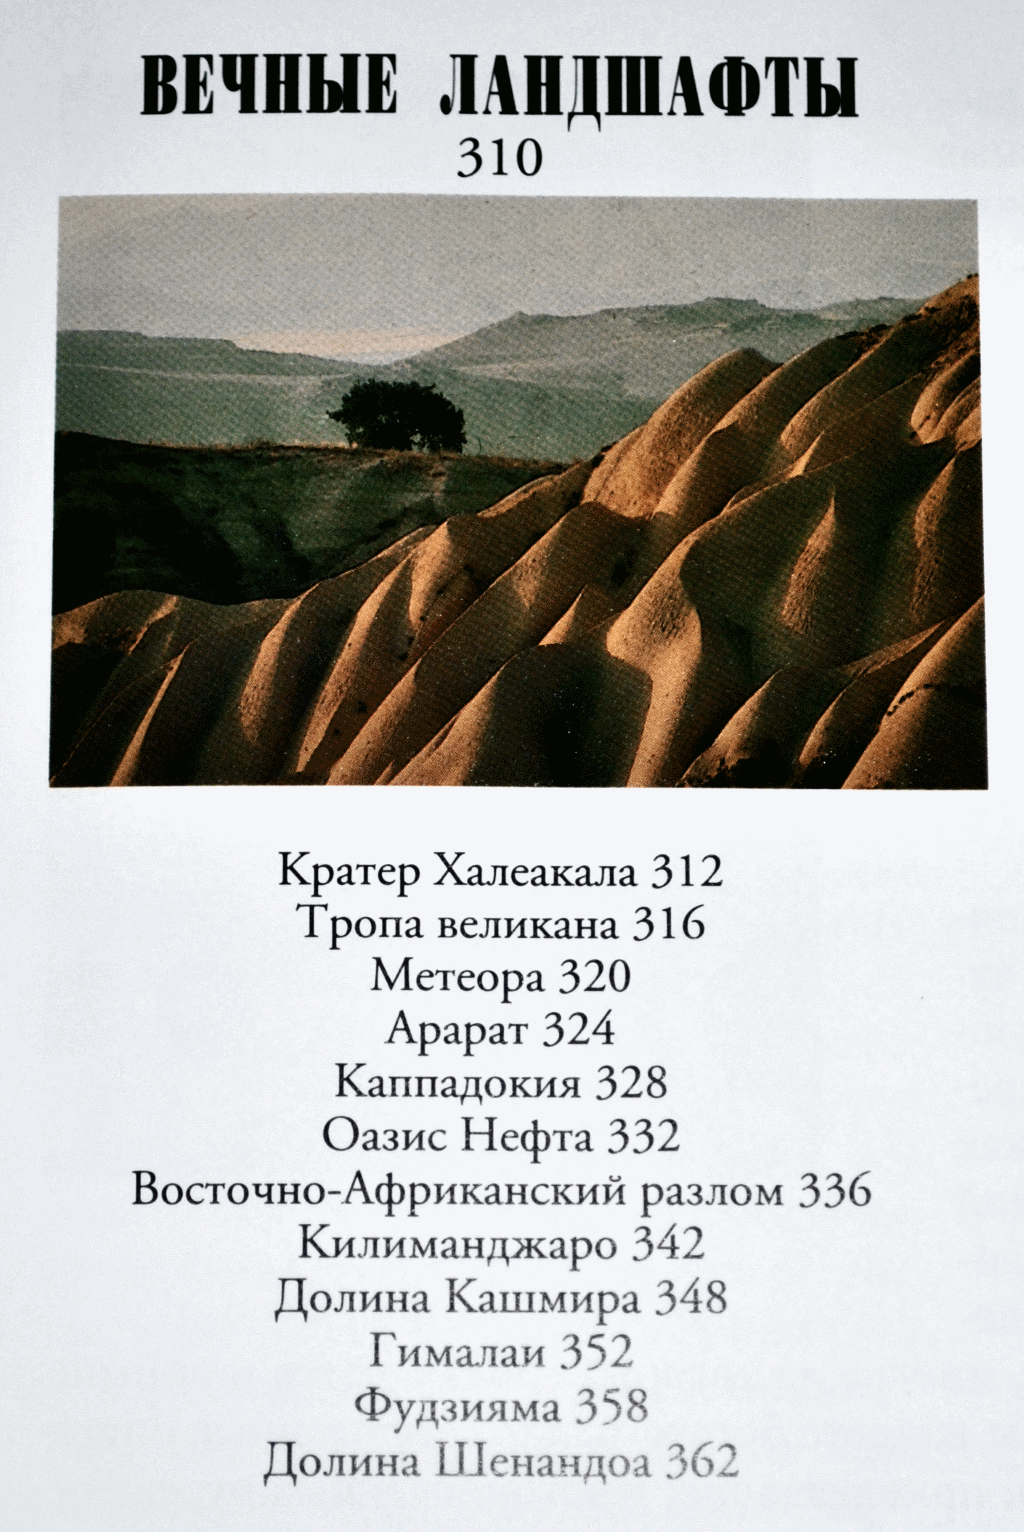 ВЕЧНЫЕ ЛАНДШАФТЫ
310
Кратер Халеакала 312
Тропа великана 316
Метеора 320
Арарат 324
Каппадокия 328
Оазис Нефта 332
Восточно-Африканский разлом 336
Килиманджаро 342
Долина Кашмира 348
Гималаи 352
Фудзияма 358
Долина Шенандоа 362